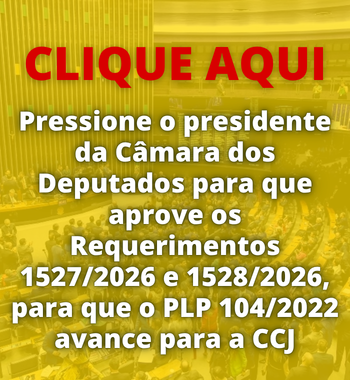 CLIQUE AQUI
Pressione o presidente
da Câmara dos
Deputados para que
aprove os
Requerimentos
1527/2026 e 1528/2026,
para que o PLP 104/2022
avance para a CCJ